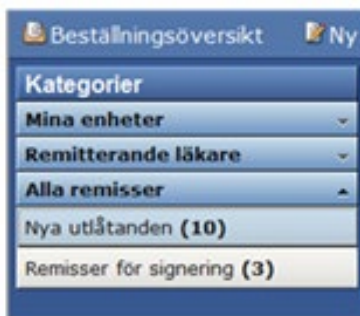 Beställningsöversikt Ny
Kategorier
Mina enheter
Remitterande läkare
Alla remisser
Nya utlåtanden (10)
Remisser för signering (3)